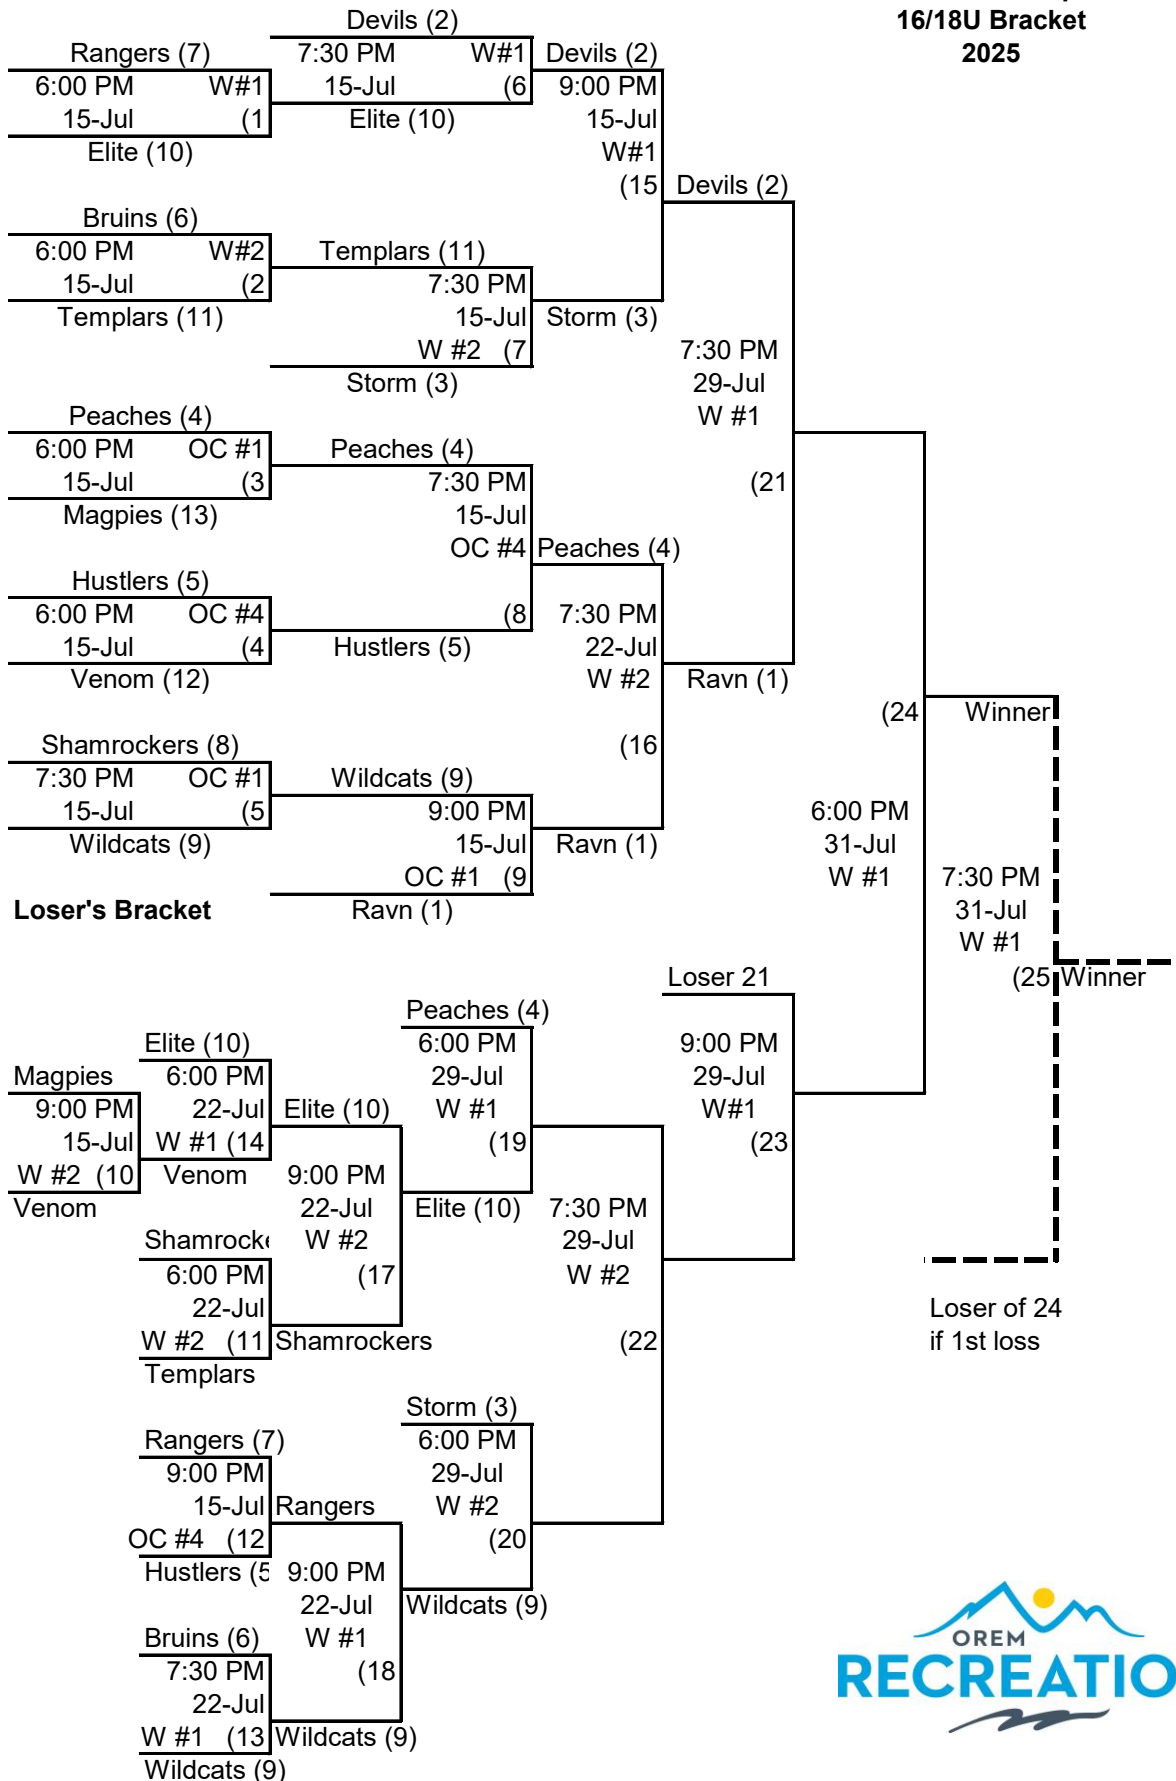 16/18U Bracket
2025
Devils (2)
Rangers (7)
7:30 PM W#1
Devils (2)
6:00 PM W#1
15-Jul (6
9:00 PM
15-Jul (1
Elite (10)
15-Jul
Elite (10)
W#1
(15
Devils (2)
Bruins (6)
6:00 PM W#2
Templars (11)
15-Jul (2
7:30 PM
Templars (11)
15-Jul
Storm (3)
W #2 (7
7:30 PM
Storm (3)
29-Jul
Peaches (4)
W #1
6:00 PM OC #1
Peaches (4)
15-Jul (3
7:30 PM
(21
Magpies (13)
15-Jul
OC #4
Peaches (4)
Hustlers (5)
6:00 PM OC #4
(8
7:30 PM
15-Jul (4
Hustlers (5)
22-Jul
Venom (12)
W #2
Ravn (1)
(24
Winner
Shamrockers (8)
(16
7:30 PM OC #1
Wildcats (9)
15-Jul (5
9:00 PM
6:00 PM
Wildcats (9)
15-Jul
Ravn (1)
31-Jul
OC #1 (9
W #1
7:30 PM
Loser's Bracket
Ravn (1)
31-Jul
W #1
(25
Winner
Loser 21
Peaches (4)
Elite (10)
6:00 PM
9:00 PM
Magpies
6:00 PM
29-Jul
29-Jul
9:00 PM
22-Jul
Elite (10)
W #1
W#1
15-Jul
W #1 (14
(19
(23
W #2 (10
Venom
9:00 PM
Venom
22-Jul
Elite (10)
7:30 PM
Shamrocke
W #2
29-Jul
6:00 PM
(17
W #2
22-Jul
Loser of 24
W #2 (11
Shamrockers
(22
if 1st loss
Templars
Storm (3)
Rangers (7)
6:00 PM
9:00 PM
29-Jul
15-Jul
Rangers
W #2
OC #4 (12
(20
Hustlers (5
9:00 PM
22-Jul
Wildcats (9)
Bruins (6)
W #1
OREM
7:30 PM
(18
RECREATIO
22-Jul
W #1 (13
Wildcats (9)
Wildcats (9)